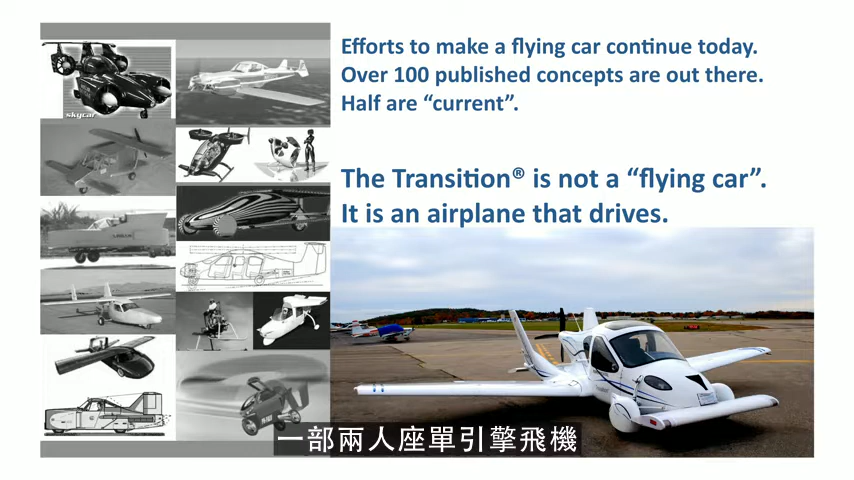 Efforts to make a flying car continue today.
Over 100 published concepts are out there.
Half are “current”.
The Transition® is not a “flying car”.
It is an airplane that drives.
skycar
一部兩人座單引擎飛機